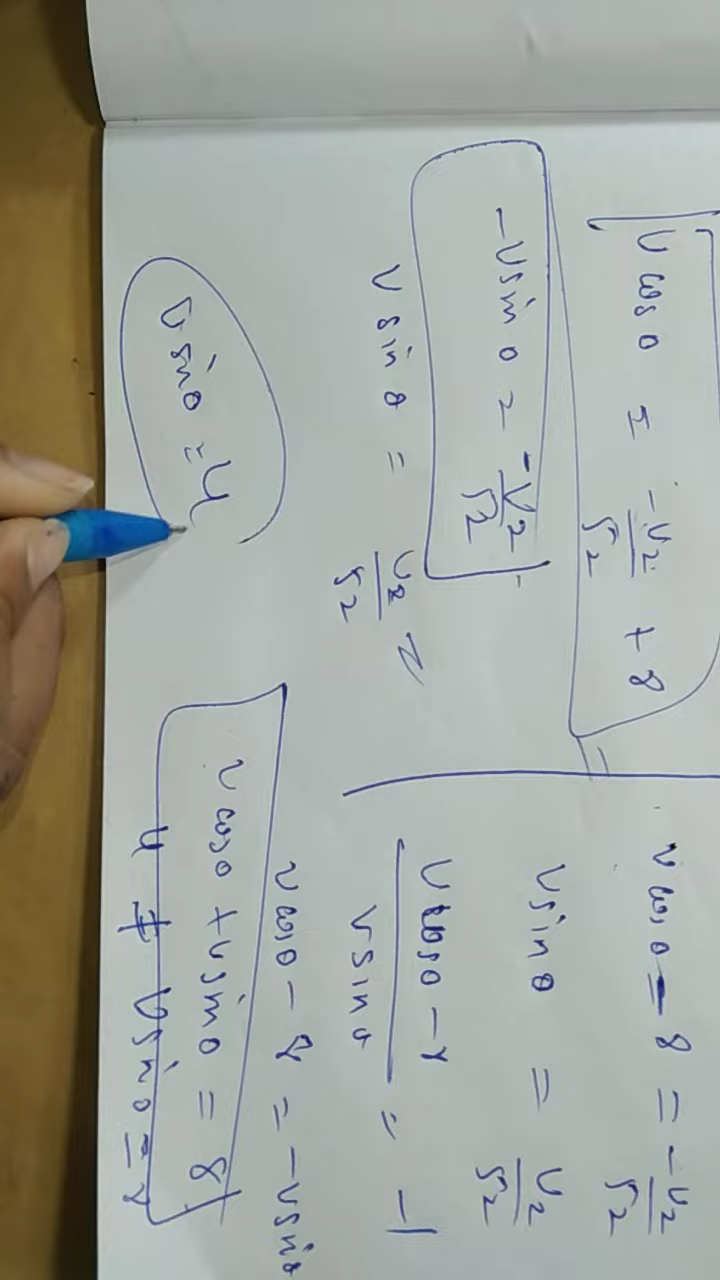 v cos θ = -v₂/√2 + 8
-v sin θ = -v₂/√2
v sin θ = v₂/√2
v sin θ = 4
v cos θ - 8 = -v₂/√2
v sin θ = v₂/√2
v cos θ - 8 / v sin θ = -1
v cos θ - 8 = -v sin θ
v cos θ + v sin θ = 8
4 + v sin θ = 8